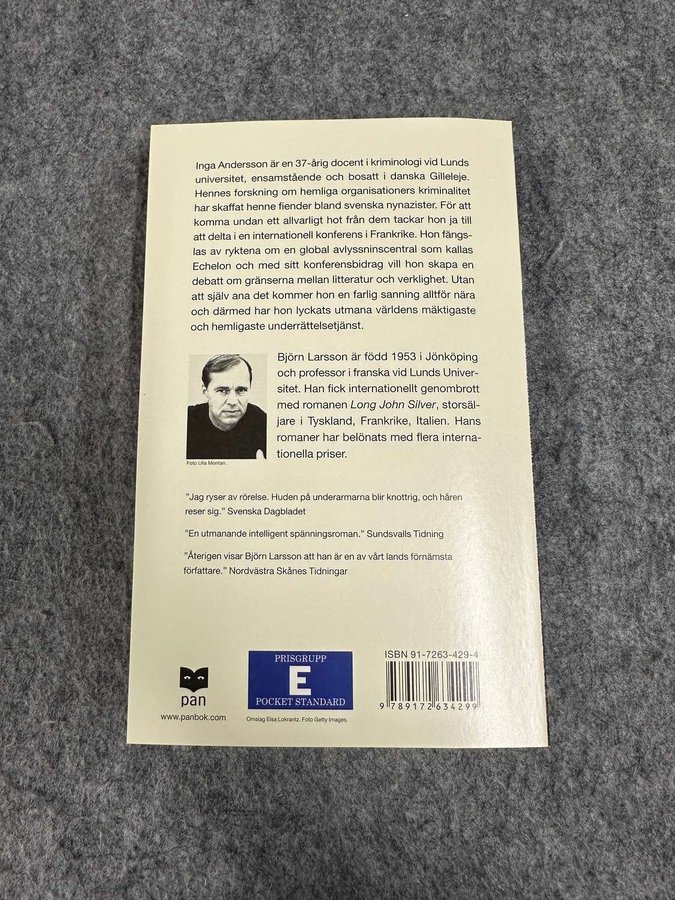 Inga Andersson är en 37-årig docent i kriminologi vid Lunds
universitet, ensamstående och bosatt i danska Gilleleje.
Hennes forskning om hemliga organisationers kriminalitet
har skaffat henne fiender bland svenska nynazister. För att
komma undan ett allvarligt hot från dem tackar hon ja till
att delta i en internationell konferens i Frankrike. Hon fängs-
las av ryktena om en global avlyssninscentral som kallas
Echelon och med sitt konferensbidrag vill hon skapa en
debatt om gränserna mellan litteratur och verklighet. Utan
att själv ana det kommer hon en farlig sanning alltför nära
och därmed har hon lyckats utmana världens mäktigaste
och hemligaste underrättelsetjänst.
Björn Larsson är född 1953 i Jönköping
och professor i franska vid Lunds Univer-
sitet. Han fick internationellt genombrott
med romanen Long John Silver, storsäl-
jare i Tyskland, Frankrike, Italien. Hans
romaner har belönats med flera interna-
tionella priser.
Foto Ulla Montan.
"Jag ryser av rörelse. Huden på underarmarna blir knottrig, och håren
reser sig." Svenska Dagbladet
"En utmanande intelligent spänningsroman." Sundsvalls Tidning
"Återigen visar Björn Larsson att han är en av vårt lands förnämsta
författare." Nordvästra Skånes Tidningar
pan
www.panbok.com
PRISGRUPP
E
POCKET STANDARD
Omslag Elsa Lokrantz. Foto Getty Images.
ISBN 91-7263-429-4
9 789172 634299